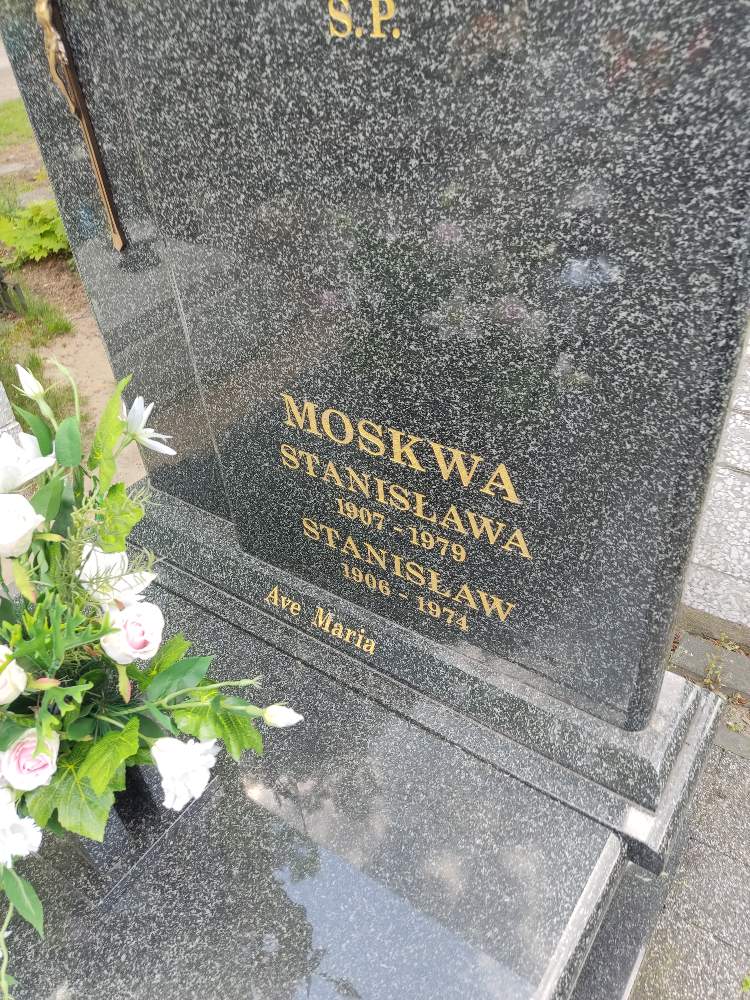 S.P.
MOSKWA
STANISŁAWA
1907 - 1979
STANISŁAW
1906 - 1974
Ave Maria